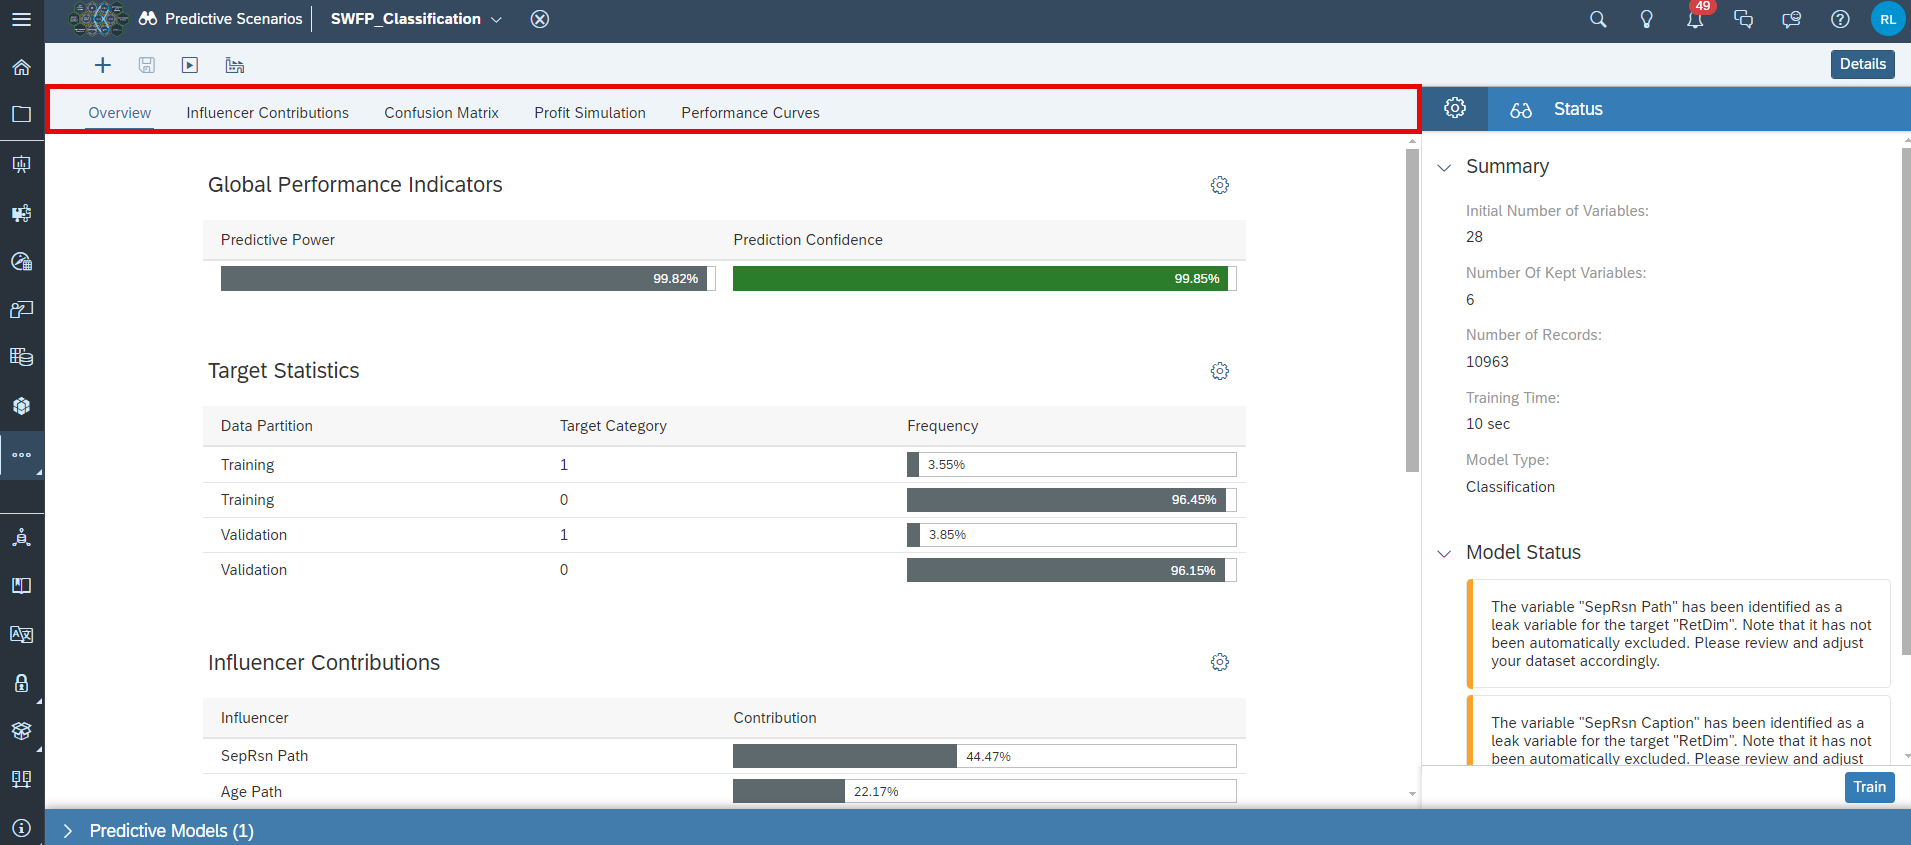 Predictive Scenarios
SWFP_Classification
49
RL
Details
Overview
Influencer Contributions
Confusion Matrix
Profit Simulation
Performance Curves
Status
Global Performance Indicators
Predictive Power
Prediction Confidence
99.82%
99.85%
Target Statistics
Data Partition
Target Category
Frequency
Training
1
3.55%
Training
0
96.45%
Validation
1
3.85%
Validation
0
96.15%
Influencer Contributions
Influencer
Contribution
SepRsn Path
44.47%
Age Path
22.17%
Summary
Initial Number of Variables:
28
Number Of Kept Variables:
6
Number of Records:
10963
Training Time:
10 sec
Model Type:
Classification
Model Status
The variable "SepRsn Path" has been identified as a
leak variable for the target "RetDim". Note that it has not
been automatically excluded. Please review and adjust
your dataset accordingly.
The variable "SepRsn Caption" has been identified as a
leak variable for the target "RetDim". Note that it has not
been automatically excluded. Please review and adjust
Train
Predictive Models (1)